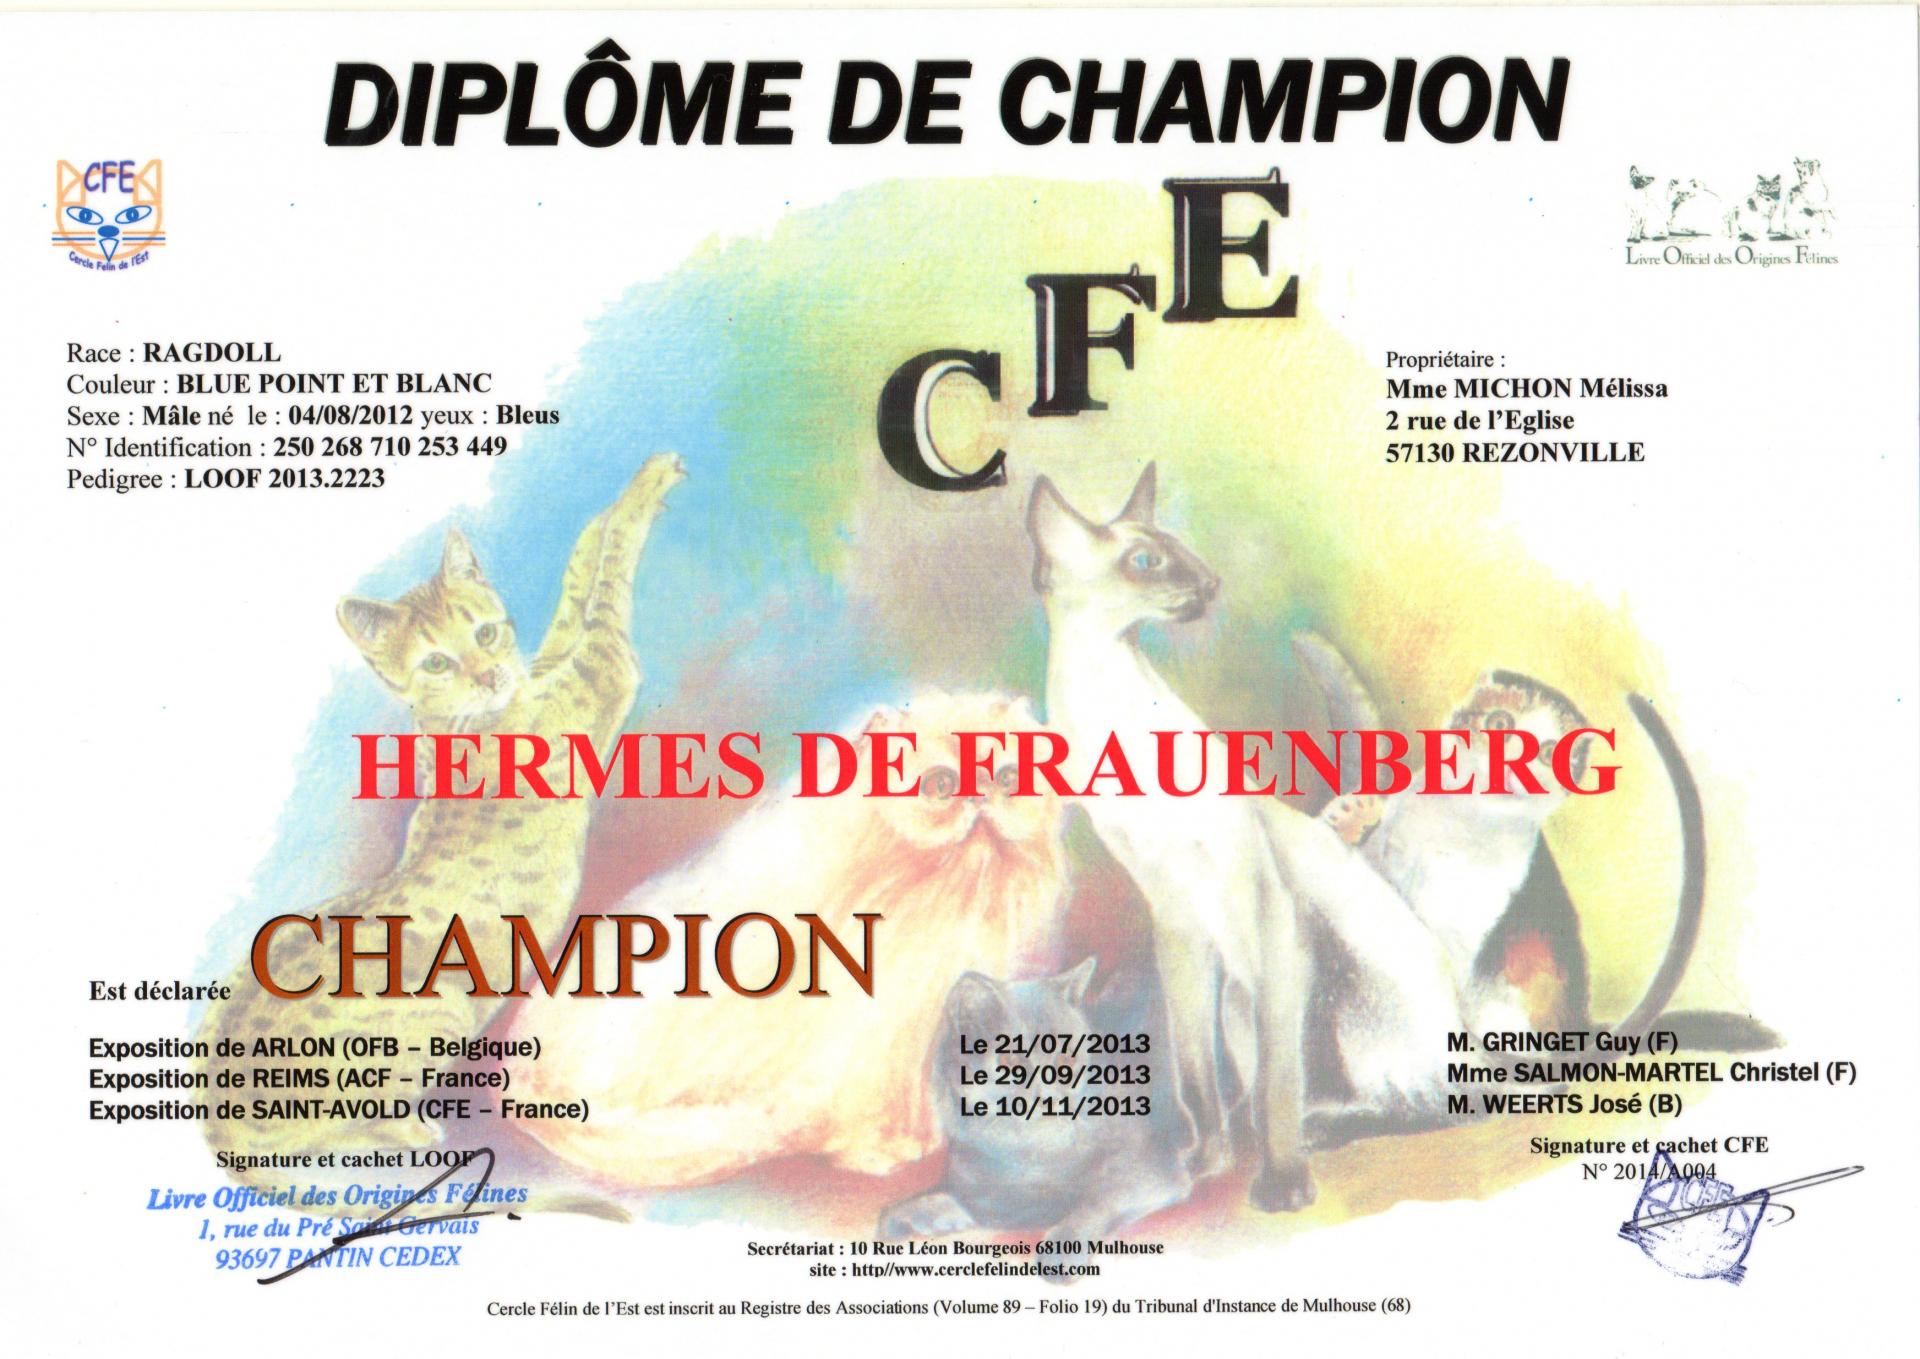 DIPLÔME DE CHAMPION
CFE
Cercle Felin de l'Est
Livre Officiel des Origines Félines
CFE
Race : RAGDOLL
Couleur : BLUE POINT ET BLANC
Sexe : Mâle né le : 04/08/2012 yeux : Bleus
N° Identification : 250 268 710 253 449
Pedigree : LOOF 2013.2223
Propriétaire :
Mme MICHON Mélissa
2 rue de l'Eglise
57130 REZONVILLE
HERMES DE FRAUENBERG
Est déclarée CHAMPION
Exposition de ARLON (OFB – Belgique) Le 21/07/2013 M. GRINGET Guy (F)
Exposition de REIMS (ACF – France) Le 29/09/2013 Mme SALMON-MARTEL Christel (F)
Exposition de SAINT-AVOLD (CFE – France) Le 10/11/2013 M. WEERTS José (B)
Signature et cachet LOOF
Livre Officiel des Origines Félines
1, rue du Pré Saint Gervais
93697 PANTIN CEDEX
Signature et cachet CFE
N° 2014/A004
CFE
Secrétariat : 10 Rue Léon Bourgeois 68100 Mulhouse
site : http//www.cerclefelindelest.com
Cercle Félin de l'Est est inscrit au Registre des Associations (Volume 89 – Folio 19) du Tribunal d'Instance de Mulhouse (68)